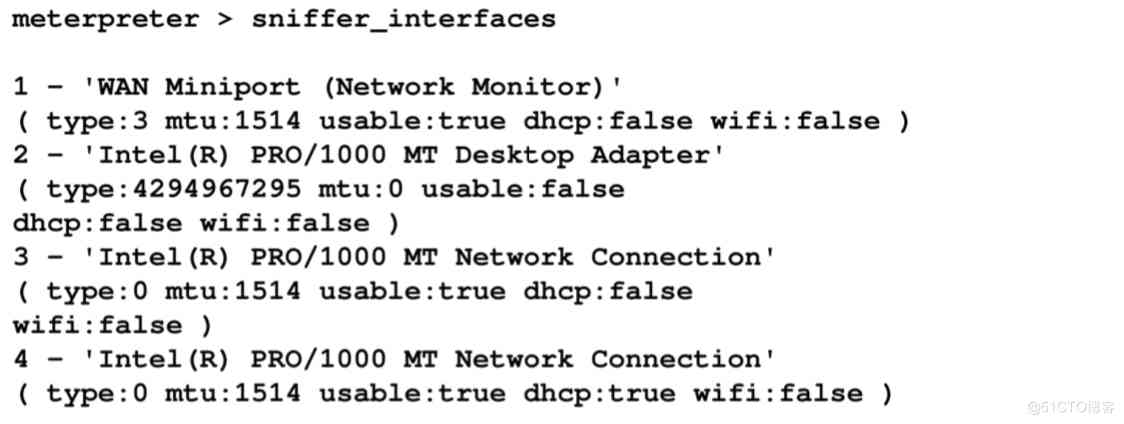 meterpreter > sniffer_interfaces
1 - 'WAN Miniport (Network Monitor)'
( type:3 mtu:1514 usable:true dhcp:false wifi:false )
2 - 'Intel(R) PRO/1000 MT Desktop Adapter'
( type:4294967295 mtu:0 usable:false
dhcp:false wifi:false )
3 - 'Intel(R) PRO/1000 MT Network Connection'
( type:0 mtu:1514 usable:true dhcp:false
wifi:false )
4 - 'Intel(R) PRO/1000 MT Network Connection'
( type:0 mtu:1514 usable:true dhcp:true wifi:false )
@51CTO博客